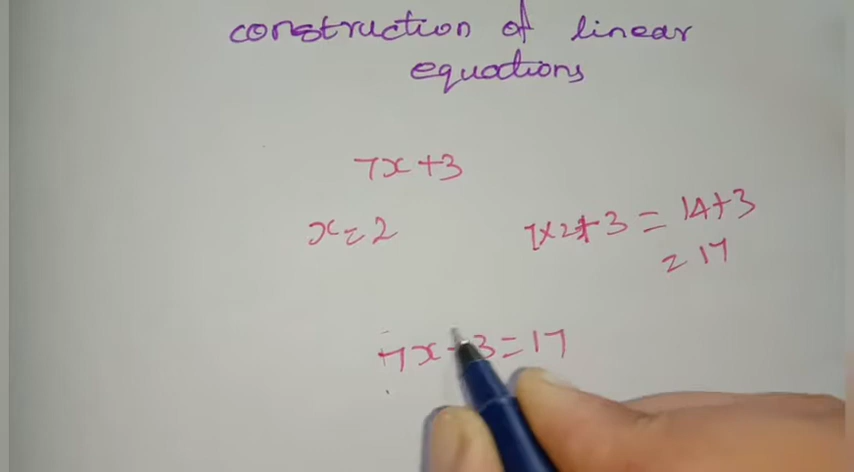 construction of linear
equations
7x+3
x=2
7x2+3 = 14+3
= 17
7x+3=17